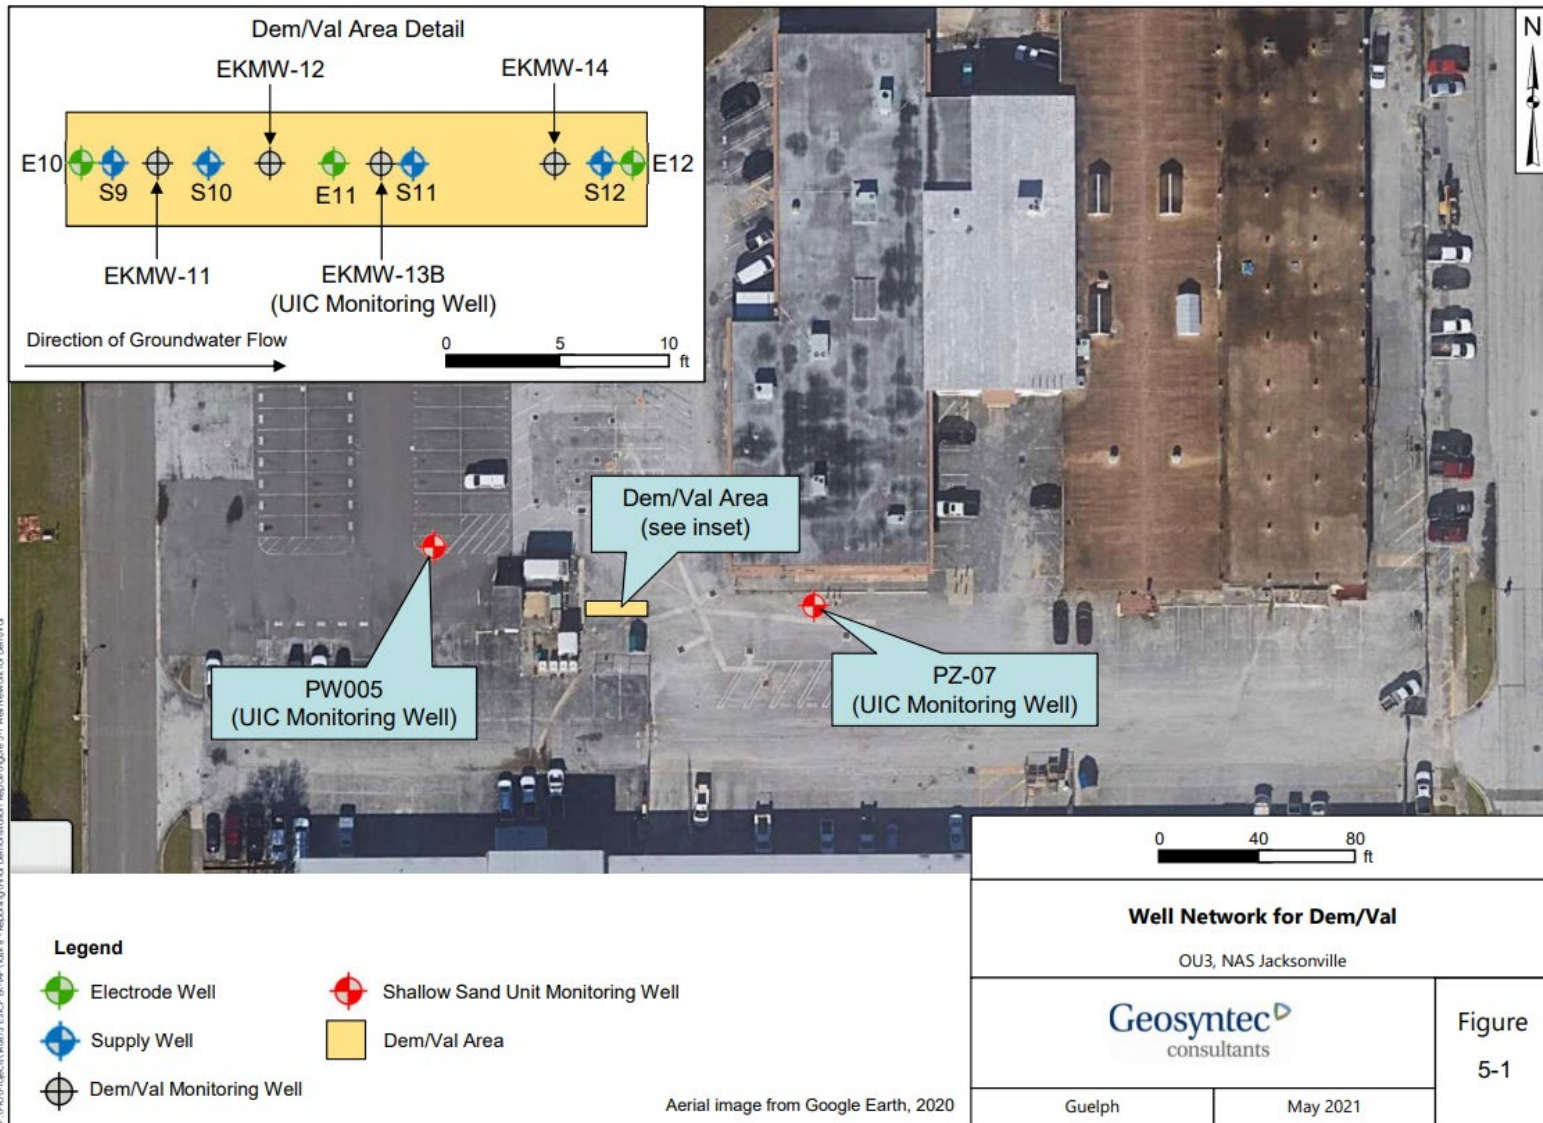 Dem/Val Area Detail
EKMW-12
EKMW-14
E10
S9
S10
E11
S11
S12
E12
EKMW-11
EKMW-13B
(UIC Monitoring Well)
Direction of Groundwater Flow
0 5 10
ft
N
Dem/Val Area
(see inset)
PW005
(UIC Monitoring Well)
PZ-07
(UIC Monitoring Well)
0 40 80
ft
Well Network for Dem/Val
OU3, NAS Jacksonville
Geosyntec
consultants
Figure
5-1
Guelph
May 2021
Legend
Electrode Well
Supply Well
Dem/Val Monitoring Well
Shallow Sand Unit Monitoring Well
Dem/Val Area
Aerial image from Google Earth, 2020